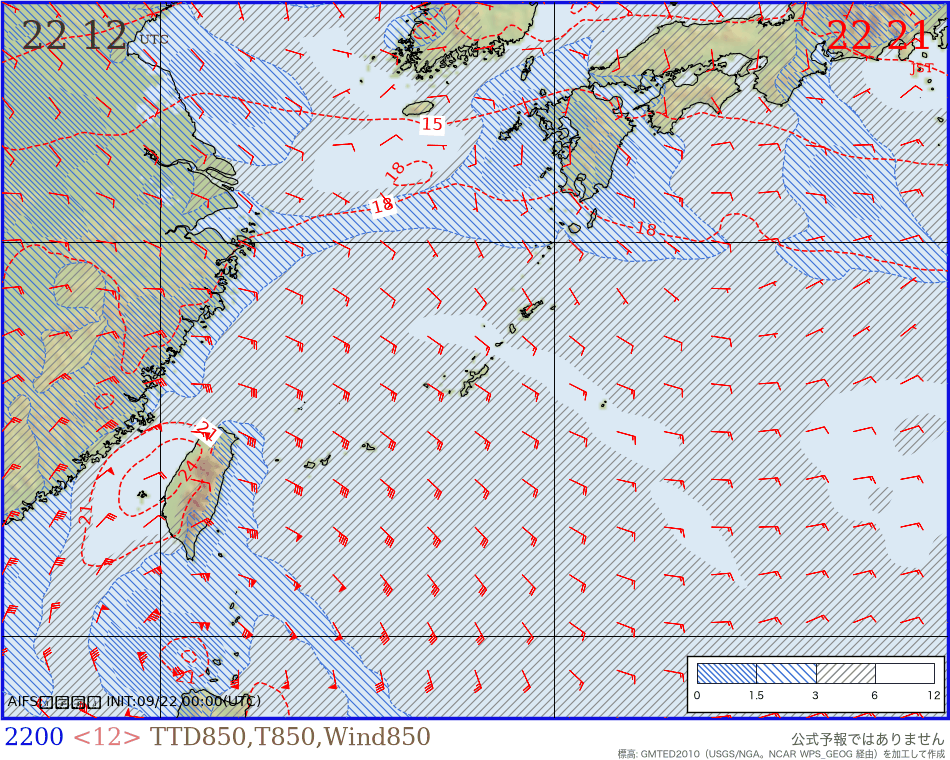 22 12 UTC
22 21
JST
15
18
18
18
21
24
21
21
0 1.5 3 6 12
AIFS INIT:09/22,00:00(UTC)
2200 <12> TTD850,T850,Wind850
公式予報ではありません
標高: GMTED2010（USGS/NGA。NCAR WPS_GEOG 経由）を加工して作成